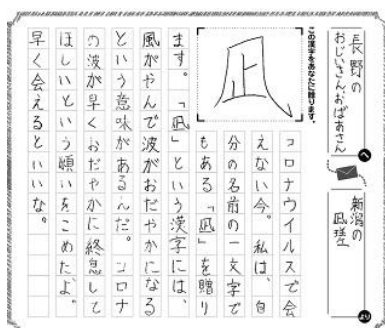 長野の
おじいさん、おばあさん
へ
新潟の
凪瑳
より
この漢字をあなたに贈ります。
凪
コロナウイルスで会
えない今。私は、自
分の名前の一文字で
もある「凪」を贈り
ます。「凪」という漢字には、
風がやんで波がおだやかになる
という意味があるんだ。コロナ
の波が早くおだやかに終息して
ほしいという願いをこめたよ。
早く会えるといいな。